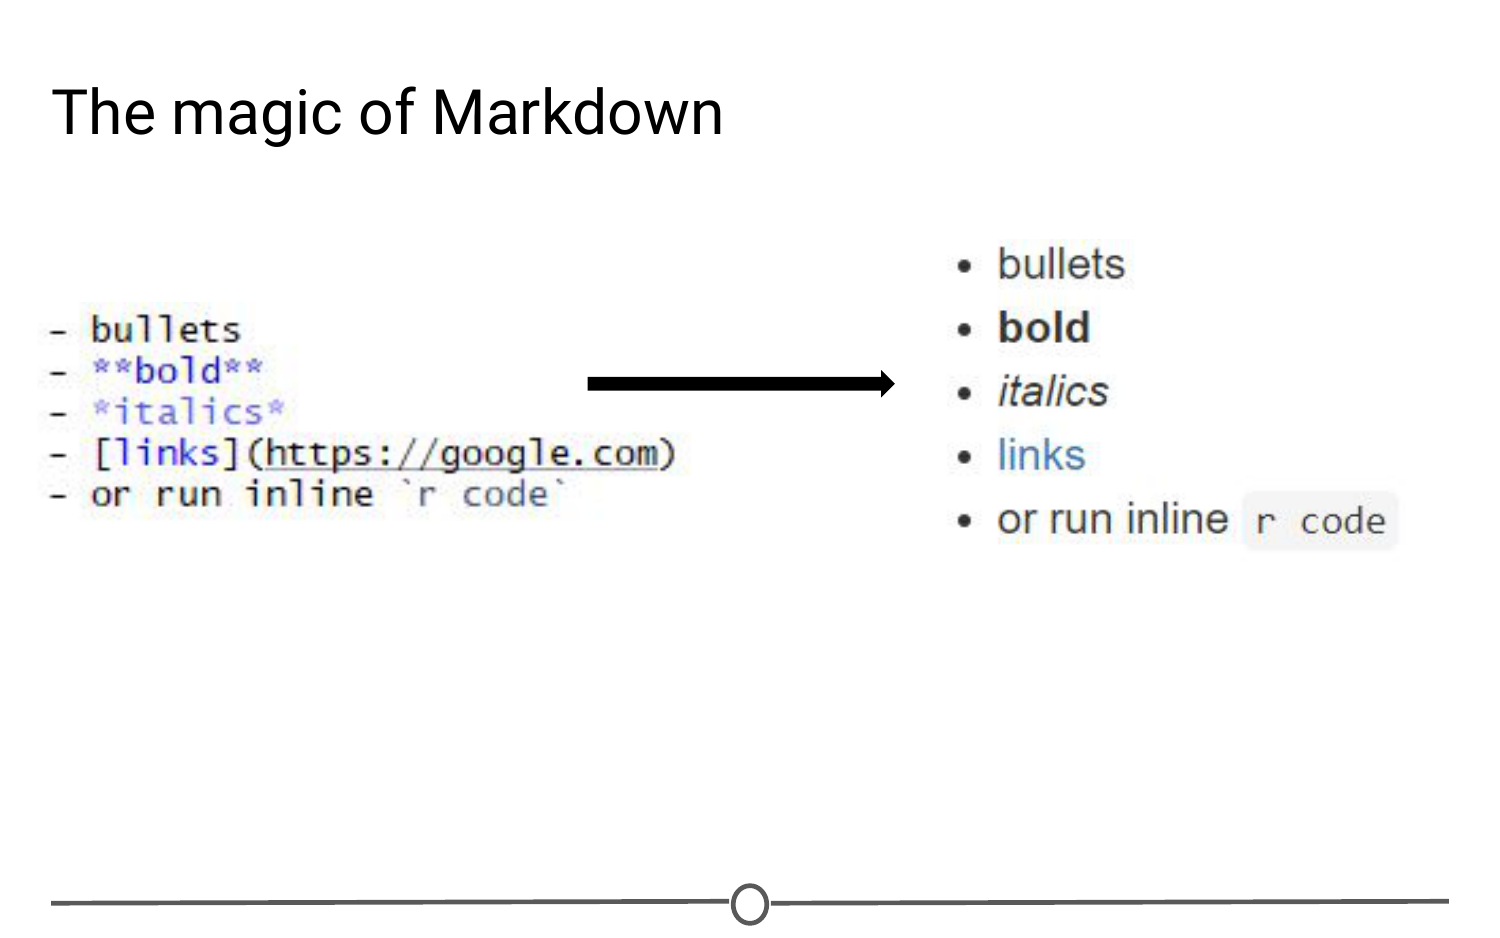 The magic of Markdown
- bullets
- **bold**
- *italics*
- [links](https://google.com)
- or run inline `r code`
• bullets
• bold
• italics
• links
• or run inline r code